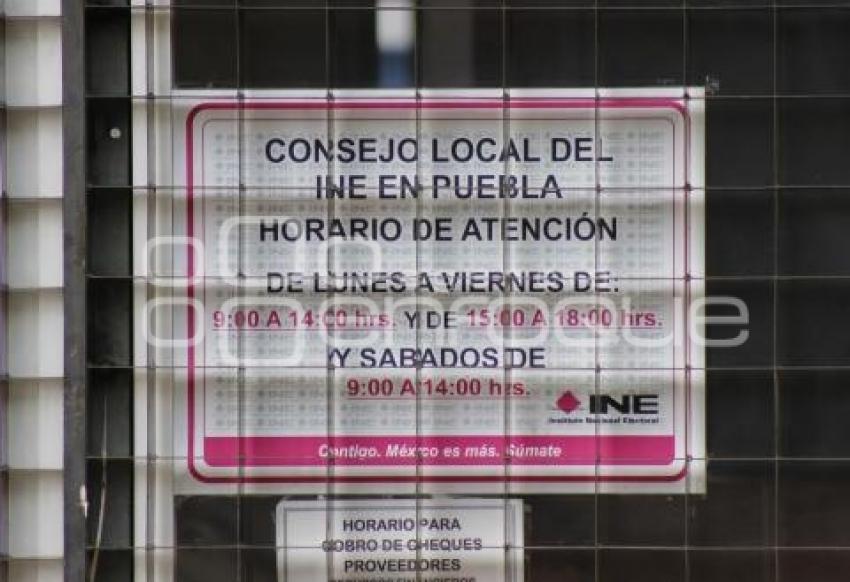 CONSEJO LOCAL DEL
INE EN PUEBLA
HORARIO DE ATENCIÓN
DE LUNES A VIERNES DE:
9:00 A 14:00 hrs. Y DE 15:00 A 18:00 hrs.
Y SABADOS DE
9:00 A 14:00 hrs.
INE
Instituto Nacional Electoral
Contigo. México es más. Súmate
HORARIO PARA
COBRO DE CHEQUES
PROVEEDORES
enfoque